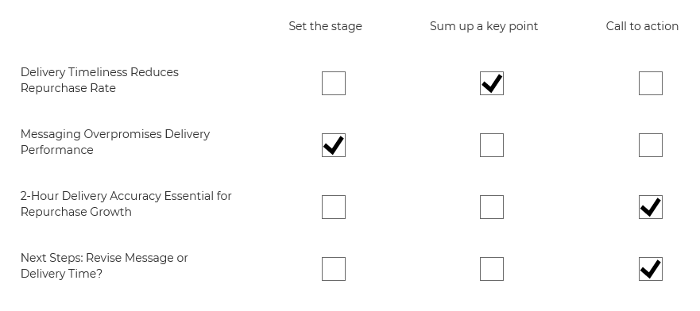 Set the stage
Sum up a key point
Call to action
Delivery Timeliness Reduces
Repurchase Rate
Messaging Overpromises Delivery
Performance
2-Hour Delivery Accuracy Essential for
Repurchase Growth
Next Steps: Revise Message or
Delivery Time?